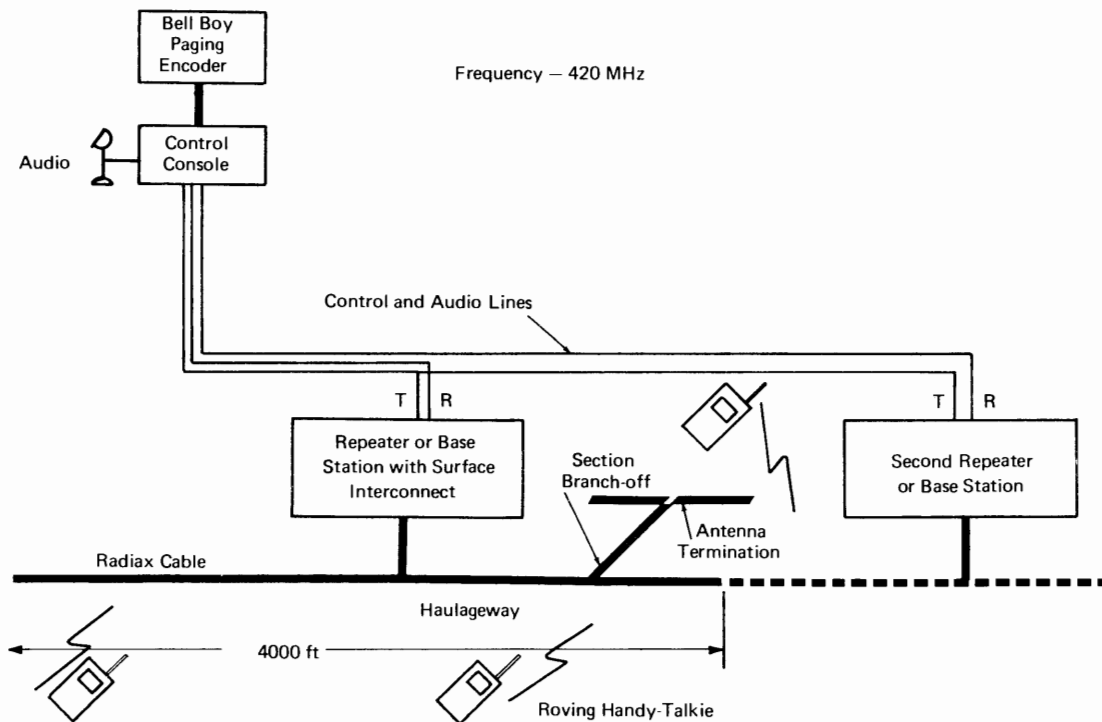 Bell Boy
Paging
Encoder
Frequency – 420 MHz
Audio
Control
Console
Control and Audio Lines
T
R
T
R
Repeater or Base
Station with Surface
Interconnect
Section
Branch-off
Second Repeater
or Base Station
Antenna
Termination
Radiax Cable
Haulageway
4000 ft
Roving Handy-Talkie